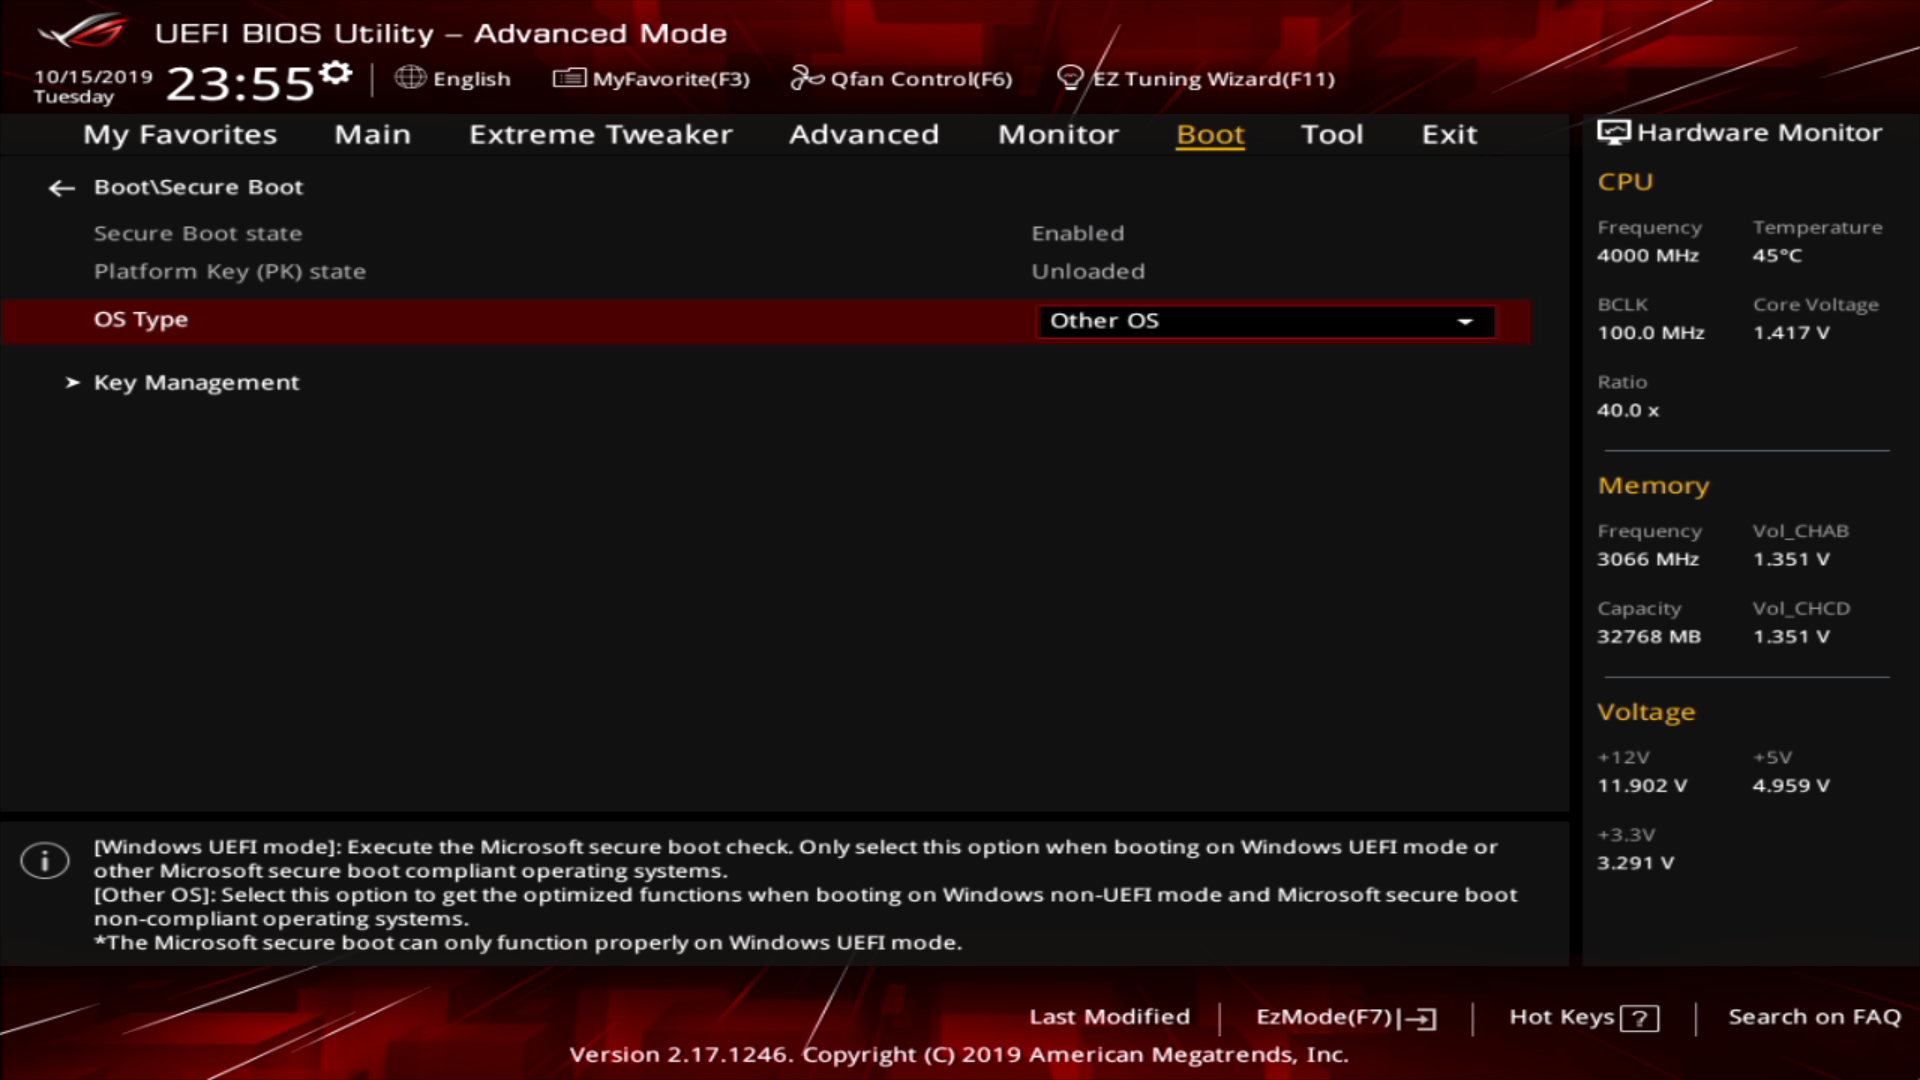 UEFI BIOS Utility – Advanced Mode
10/15/2019
Tuesday
23:55
English
MyFavorite(F3)
Qfan Control(F6)
EZ Tuning Wizard(F11)
My Favorites
Main
Extreme Tweaker
Advanced
Monitor
Boot
Tool
Exit
Boot\Secure Boot
Secure Boot state Enabled
Platform Key (PK) state Unloaded
OS Type Other OS
Key Management
[Windows UEFI mode]: Execute the Microsoft secure boot check. Only select this option when booting on Windows UEFI mode or
other Microsoft secure boot compliant operating systems.
[Other OS]: Select this option to get the optimized functions when booting on Windows non-UEFI mode and Microsoft secure boot
non-compliant operating systems.
*The Microsoft secure boot can only function properly on Windows UEFI mode.
Hardware Monitor
CPU
Frequency Temperature
4000 MHz 45°C
BCLK Core Voltage
100.0 MHz 1.417 V
Ratio
40.0 x
Memory
Frequency Vol_CHAB
3066 MHz 1.351 V
Capacity Vol_CHCD
32768 MB 1.351 V
Voltage
+12V +5V
11.902 V 4.959 V
+3.3V
3.291 V
Last Modified
EzMode(F7)
Hot Keys ?
Search on FAQ
Version 2.17.1246. Copyright (C) 2019 American Megatrends, Inc.